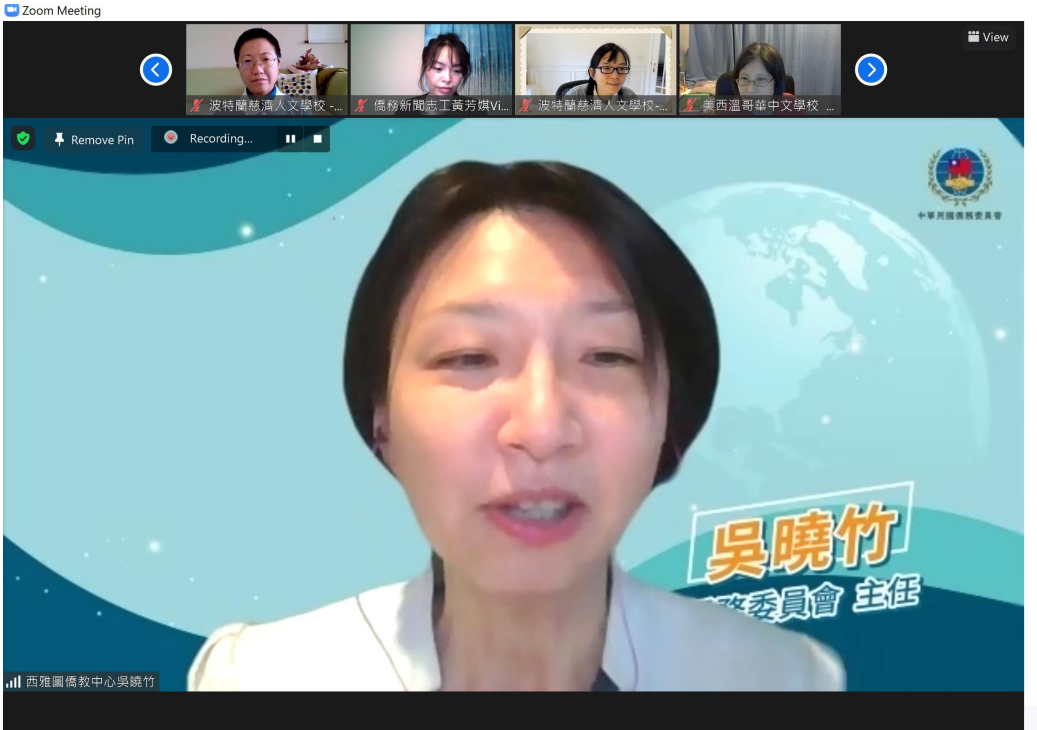 Zoom Meeting
View
波特蘭慈濟人文學校 -...
僑務新聞志工黃芳娸Vi...
波特蘭慈濟人文學校-...
美西溫哥華中文學校 ...
Remove Pin
Recording...
中華民國僑務委員會
吳曉竹
務委員會 主任
西雅圖僑教中心吳曉竹